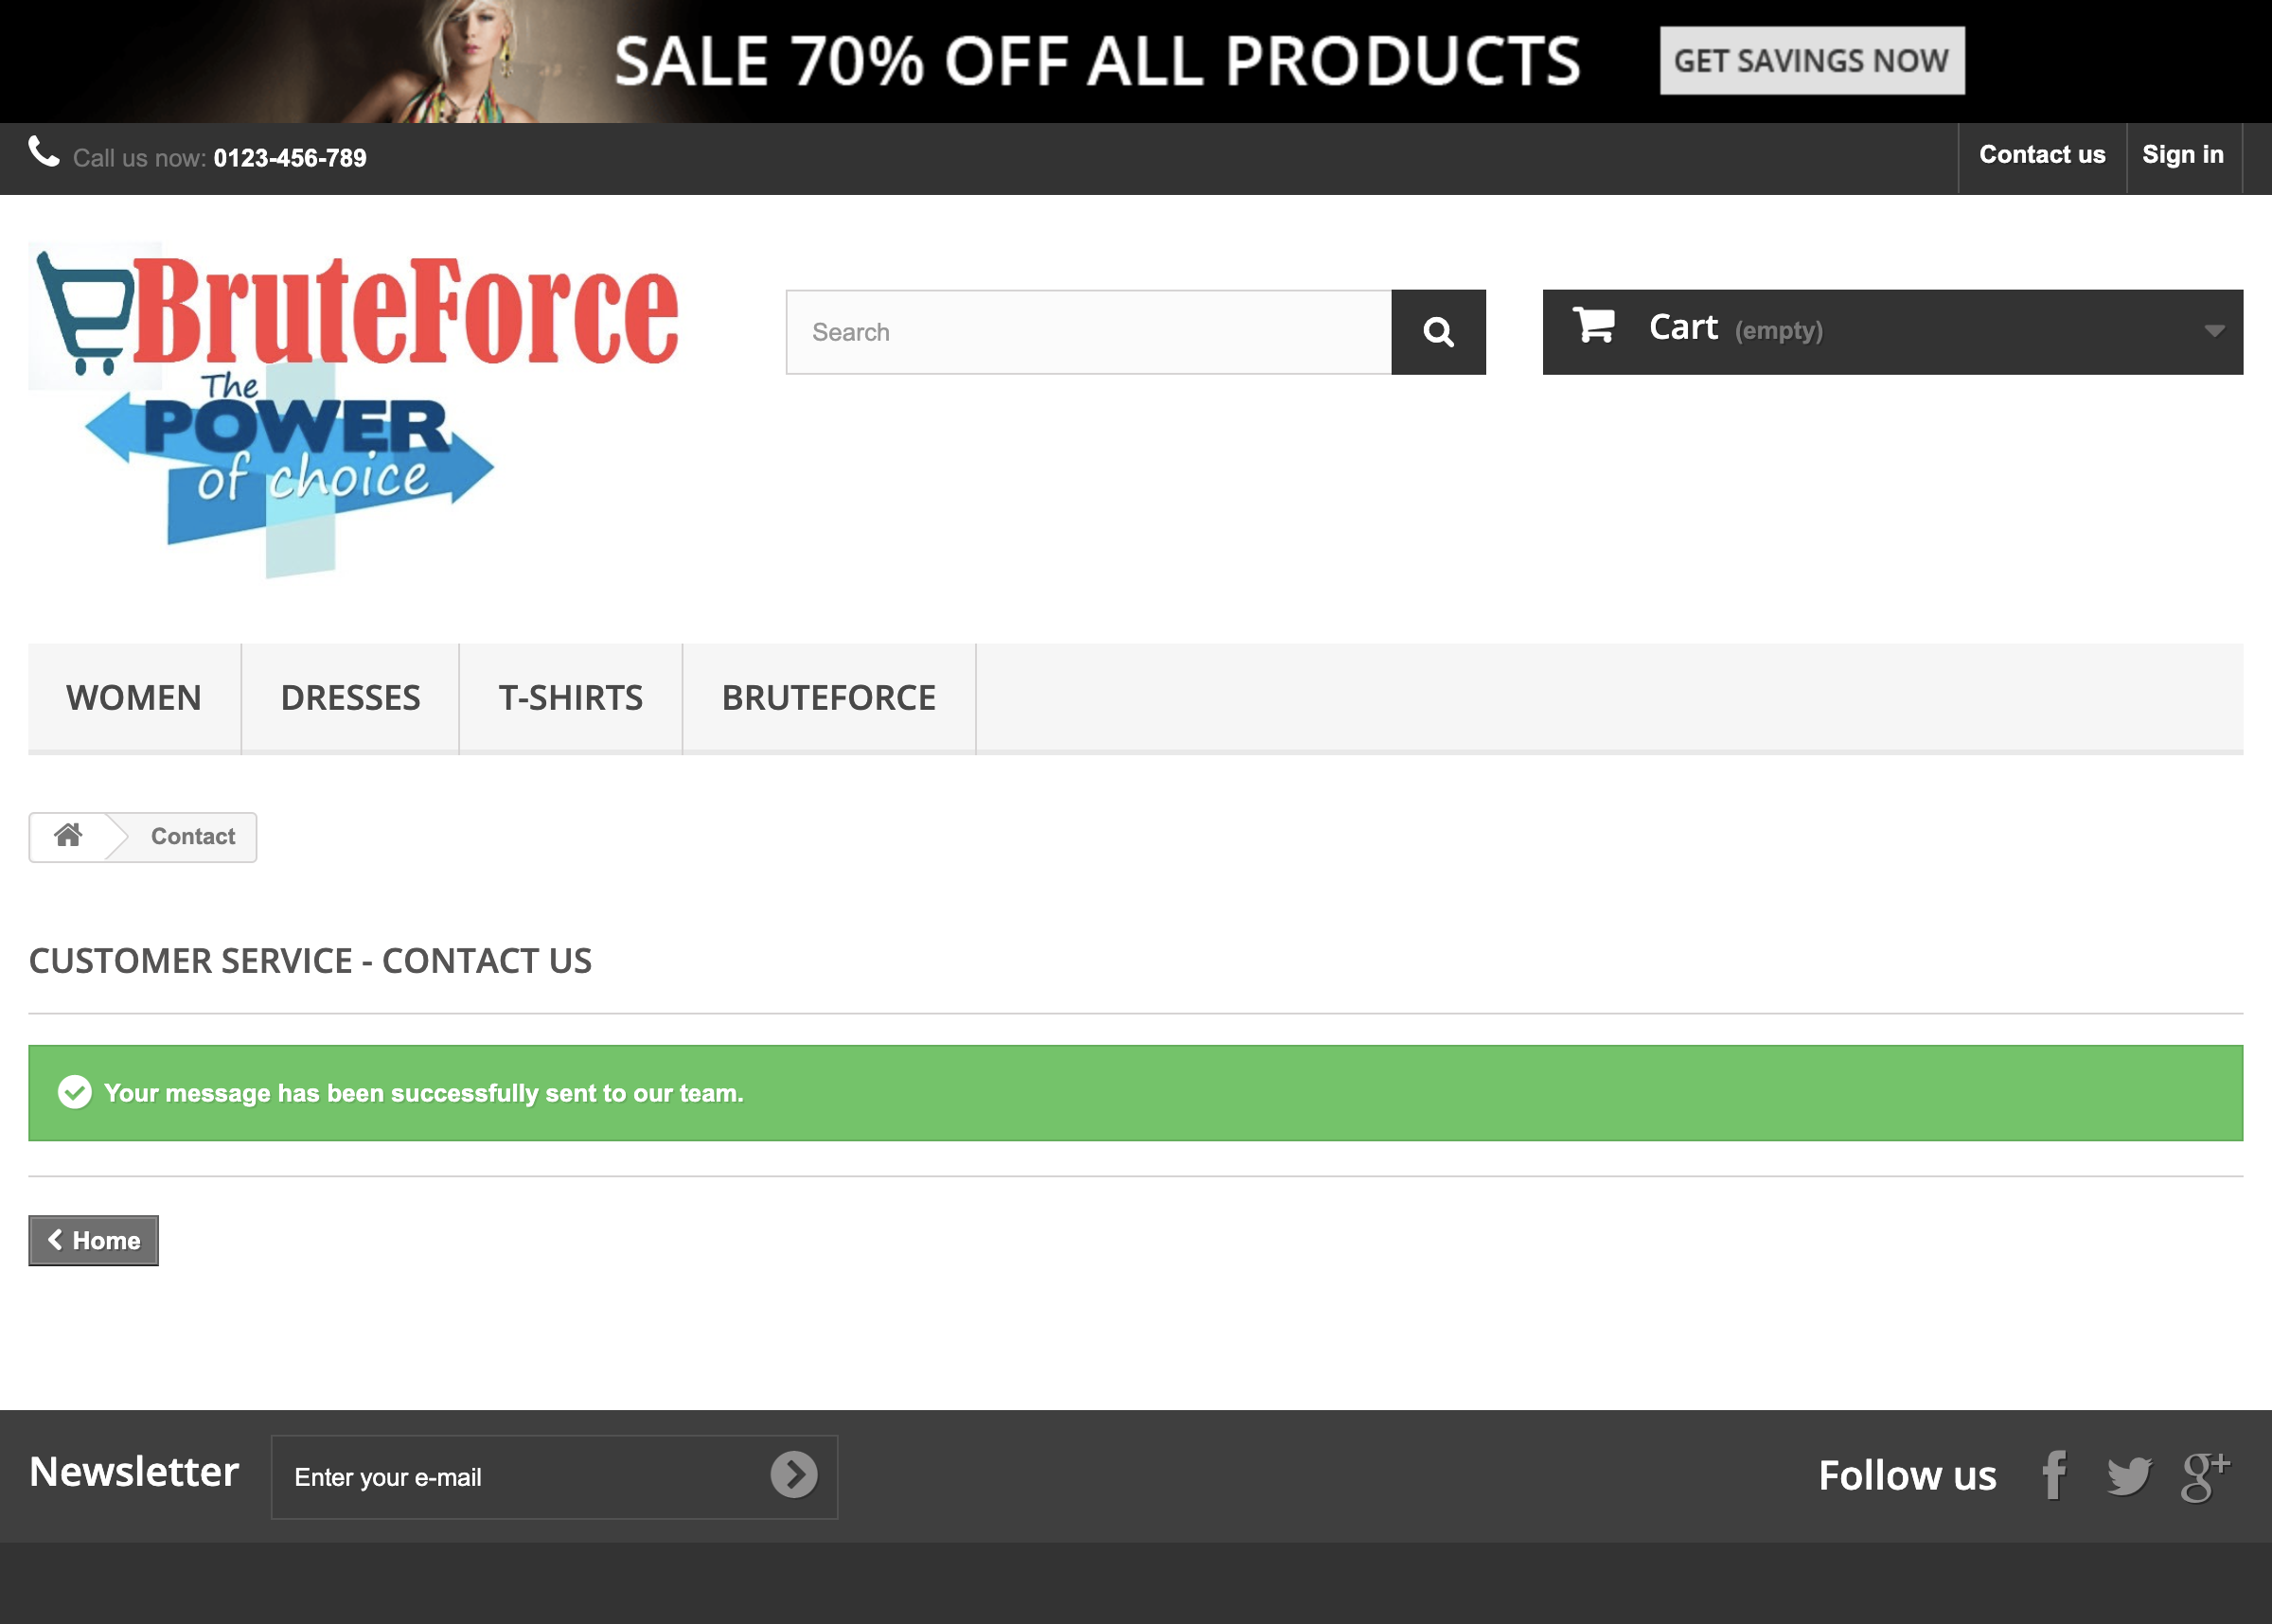 SALE 70% OFF ALL PRODUCTS
GET SAVINGS NOW
Call us now: 0123-456-789
Contact us
Sign in
BruteForce
The
POWER
of choice
Search
Cart (empty)
WOMEN
DRESSES
T-SHIRTS
BRUTEFORCE
Contact
CUSTOMER SERVICE - CONTACT US
Your message has been successfully sent to our team.
Home
Newsletter
Enter your e-mail
Follow us